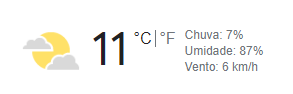 11 °C|°F
Chuva: 7%
Umidade: 87%
Vento: 6 km/h